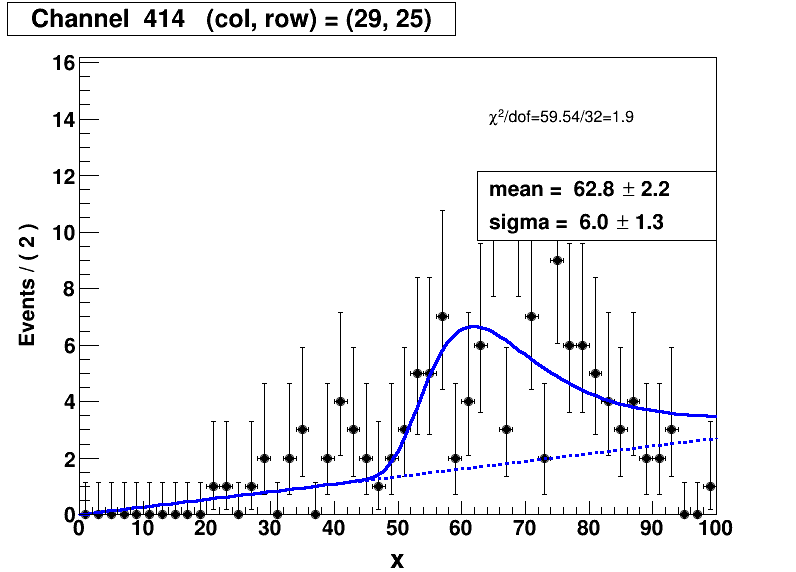 Channel  414   (col, row) = (29, 25)
16
14
12
10
8
6
4
2
0
Events / ( 2 )
χ²/dof=59.54/32=1.9
mean =  62.8 ± 2.2
sigma =  6.0 ± 1.3
0 10 20 30 40 50 60 70 80 90 100
x